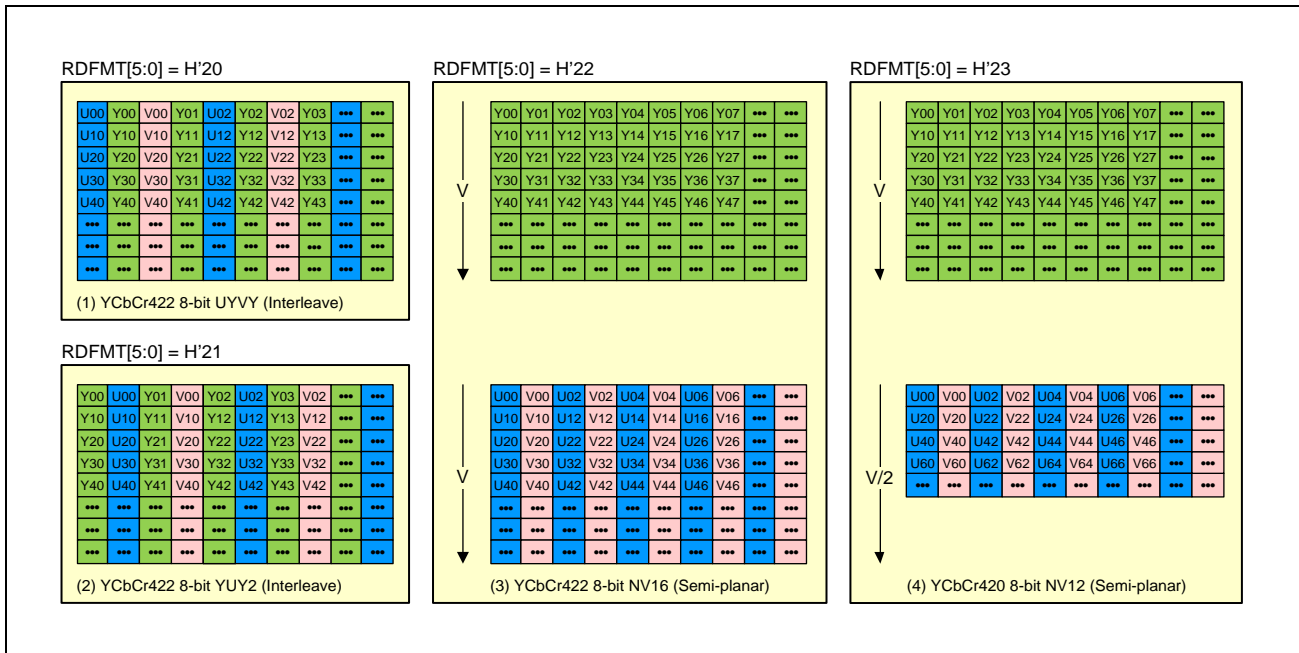 RDFMT[5:0] = H'20
U00 Y00 V00 Y01 U02 Y02 V02 Y03 ••• •••
U10 Y10 V10 Y11 U12 Y12 V12 Y13 ••• •••
U20 Y20 V20 Y21 U22 Y22 V22 Y23 ••• •••
U30 Y30 V30 Y31 U32 Y32 V32 Y33 ••• •••
U40 Y40 V40 Y41 U42 Y42 V42 Y43 ••• •••
••• ••• ••• ••• ••• ••• ••• ••• ••• •••
••• ••• ••• ••• ••• ••• ••• ••• ••• •••
••• ••• ••• ••• ••• ••• ••• ••• ••• •••
(1) YCbCr422 8-bit UYVY (Interleave)
RDFMT[5:0] = H'21
Y00 U00 Y01 V00 Y02 U02 Y03 V02 ••• •••
Y10 U10 Y11 V10 Y12 U12 Y13 V12 ••• •••
Y20 U20 Y21 V20 Y22 U22 Y23 V22 ••• •••
Y30 U30 Y31 V30 Y32 U32 Y33 V32 ••• •••
Y40 U40 Y41 V40 Y42 U42 Y43 V42 ••• •••
••• ••• ••• ••• ••• ••• ••• ••• ••• •••
••• ••• ••• ••• ••• ••• ••• ••• ••• •••
••• ••• ••• ••• ••• ••• ••• ••• ••• •••
(2) YCbCr422 8-bit YUY2 (Interleave)
RDFMT[5:0] = H'22
V
Y00 Y01 Y02 Y03 Y04 Y05 Y06 Y07 ••• •••
Y10 Y11 Y12 Y13 Y14 Y15 Y16 Y17 ••• •••
Y20 Y21 Y22 Y23 Y24 Y25 Y26 Y27 ••• •••
Y30 Y31 Y32 Y33 Y34 Y35 Y36 Y37 ••• •••
Y40 Y41 Y42 Y43 Y44 Y45 Y46 Y47 ••• •••
••• ••• ••• ••• ••• ••• ••• ••• ••• •••
••• ••• ••• ••• ••• ••• ••• ••• ••• •••
••• ••• ••• ••• ••• ••• ••• ••• ••• •••
V
U00 V00 U02 V02 U04 V04 U06 V06 ••• •••
U10 V10 U12 V12 U14 V14 U16 V16 ••• •••
U20 V20 U22 V22 U24 V24 U26 V26 ••• •••
U30 V30 U32 V32 U34 V34 U36 V36 ••• •••
U40 V40 U42 V42 U44 V44 U46 V46 ••• •••
••• ••• ••• ••• ••• ••• ••• ••• ••• •••
••• ••• ••• ••• ••• ••• ••• ••• ••• •••
••• ••• ••• ••• ••• ••• ••• ••• ••• •••
(3) YCbCr422 8-bit NV16 (Semi-planar)
RDFMT[5:0] = H'23
V
Y00 Y01 Y02 Y03 Y04 Y05 Y06 Y07 ••• •••
Y10 Y11 Y12 Y13 Y14 Y15 Y16 Y17 ••• •••
Y20 Y21 Y22 Y23 Y24 Y25 Y26 Y27 ••• •••
Y30 Y31 Y32 Y33 Y34 Y35 Y36 Y37 ••• •••
Y40 Y41 Y42 Y43 Y44 Y45 Y46 Y47 ••• •••
••• ••• ••• ••• ••• ••• ••• ••• ••• •••
••• ••• ••• ••• ••• ••• ••• ••• ••• •••
••• ••• ••• ••• ••• ••• ••• ••• ••• •••
V/2
U00 V00 U02 V02 U04 V04 U06 V06 ••• •••
U20 V20 U22 V22 U24 V24 U26 V26 ••• •••
U40 V40 U42 V42 U44 V44 U46 V46 ••• •••
U60 V60 U62 V62 U64 V64 U66 V66 ••• •••
••• ••• ••• ••• ••• ••• ••• ••• ••• •••
(4) YCbCr420 8-bit NV12 (Semi-planar)